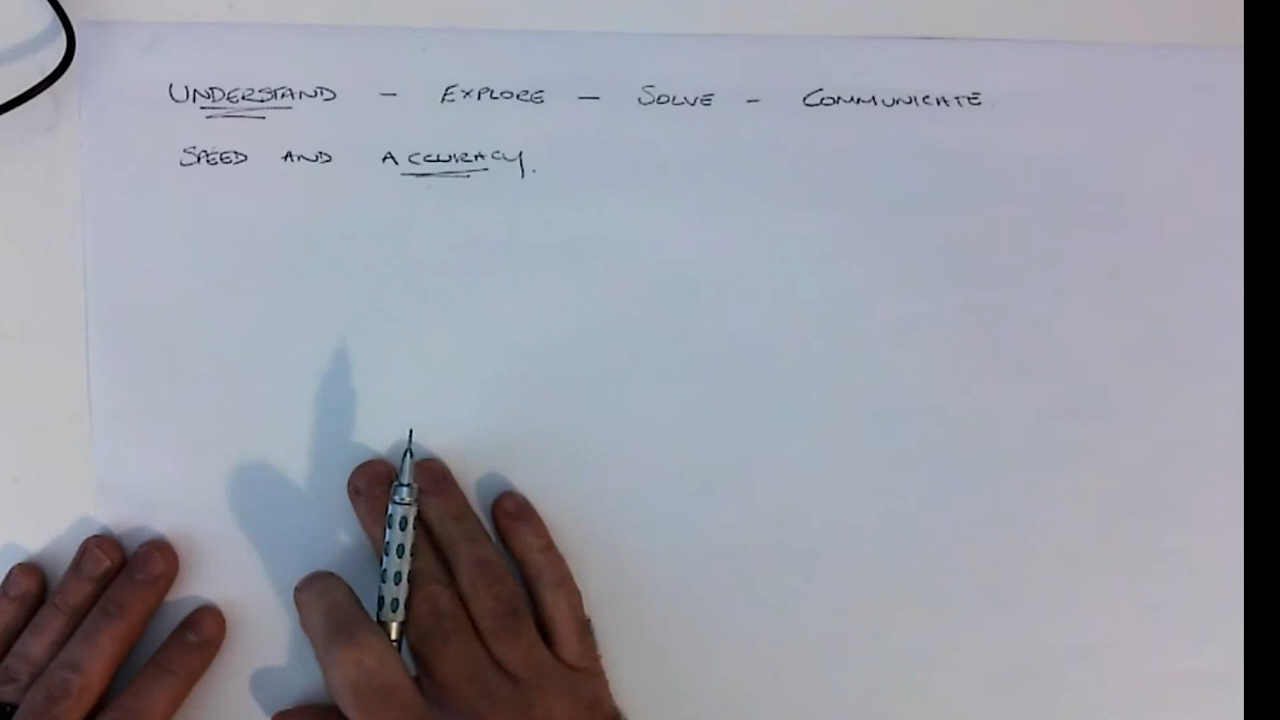 UNDERSTAND - EXPLORE - SOLVE - COMMUNICATE
SPEED AND ACCURACY.